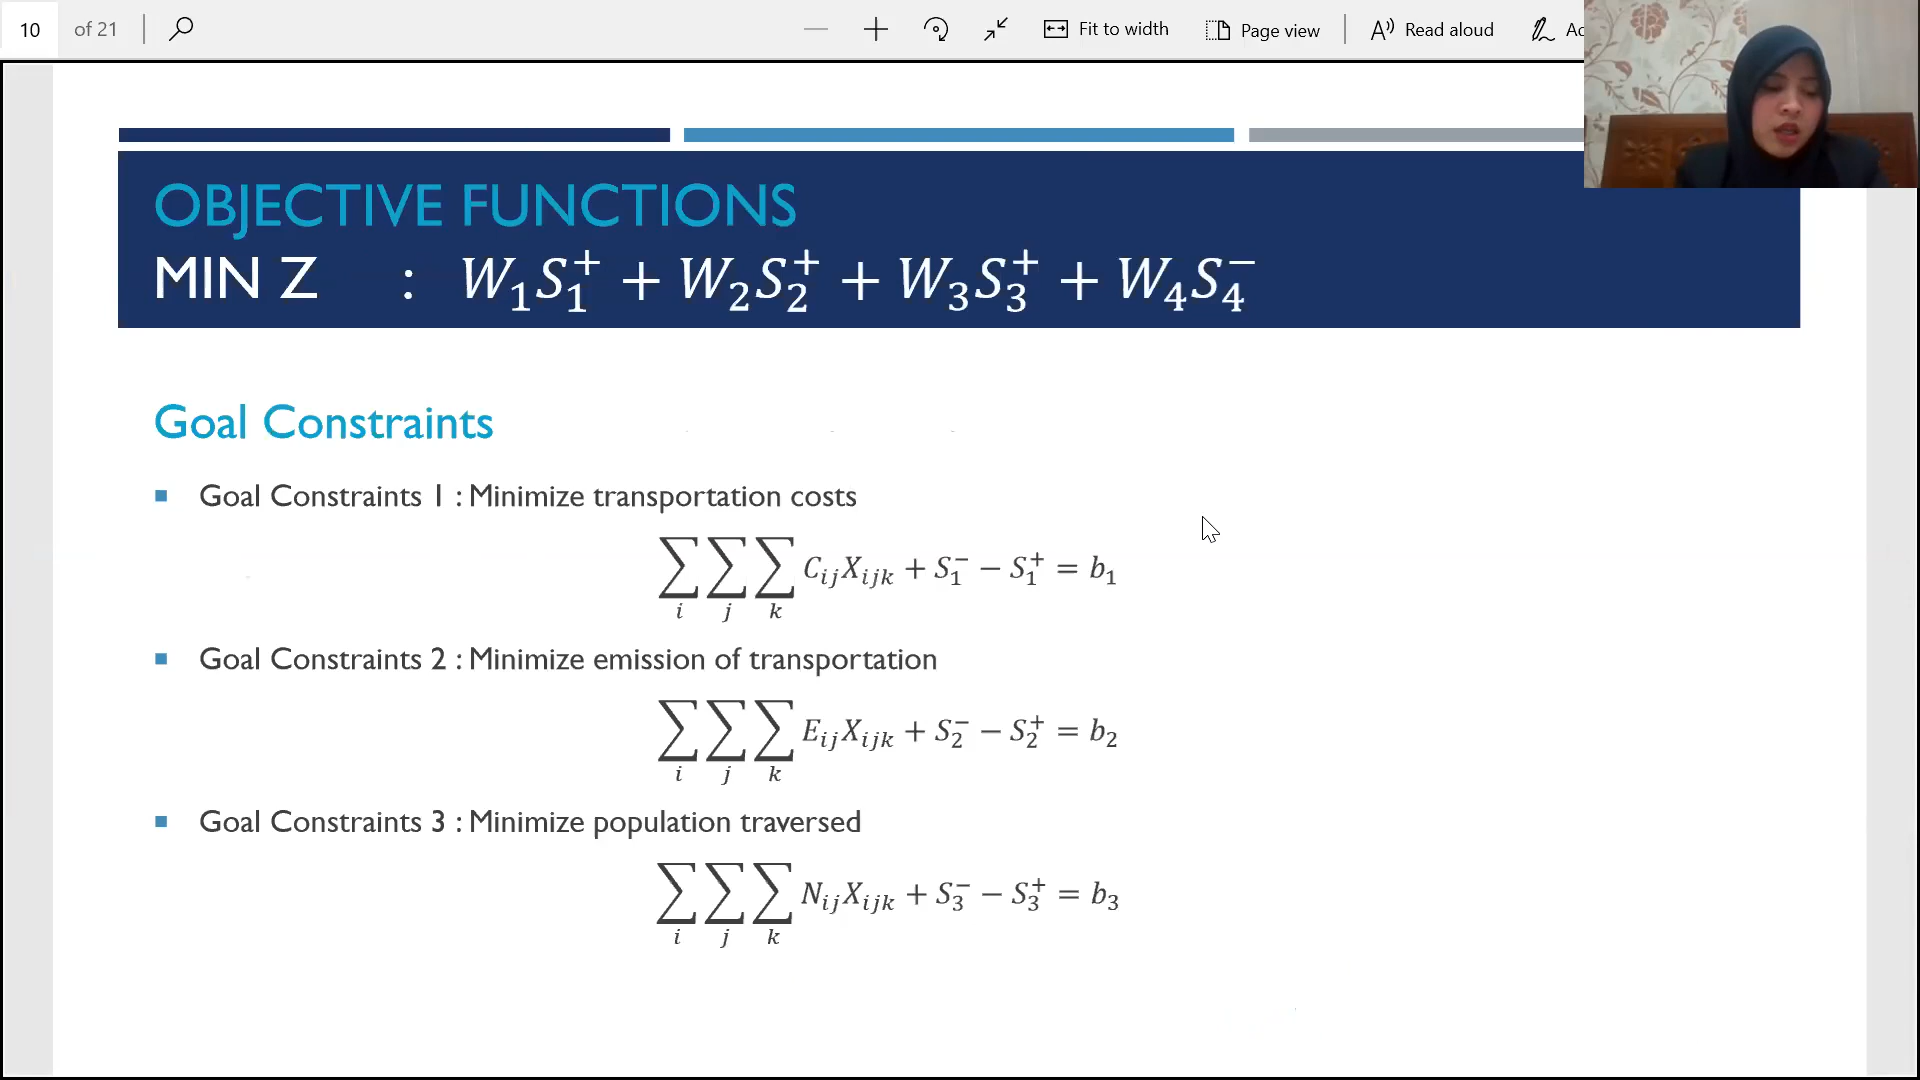 10 of 21 Fit to width Page view Read aloud
OBJECTIVE FUNCTIONS
MIN Z : W₁S₁⁺ + W₂S₂⁺ + W₃S₃⁺ + W₄S₄⁻
Goal Constraints
▪ Goal Constraints 1 : Minimize transportation costs
∑ᵢ ∑ⱼ ∑ₖ CᵢⱼXᵢⱼₖ + S₁⁻ − S₁⁺ = b₁
▪ Goal Constraints 2 : Minimize emission of transportation
∑ᵢ ∑ⱼ ∑ₖ EᵢⱼXᵢⱼₖ + S₂⁻ − S₂⁺ = b₂
▪ Goal Constraints 3 : Minimize population traversed
∑ᵢ ∑ⱼ ∑ₖ NᵢⱼXᵢⱼₖ + S₃⁻ − S₃⁺ = b₃